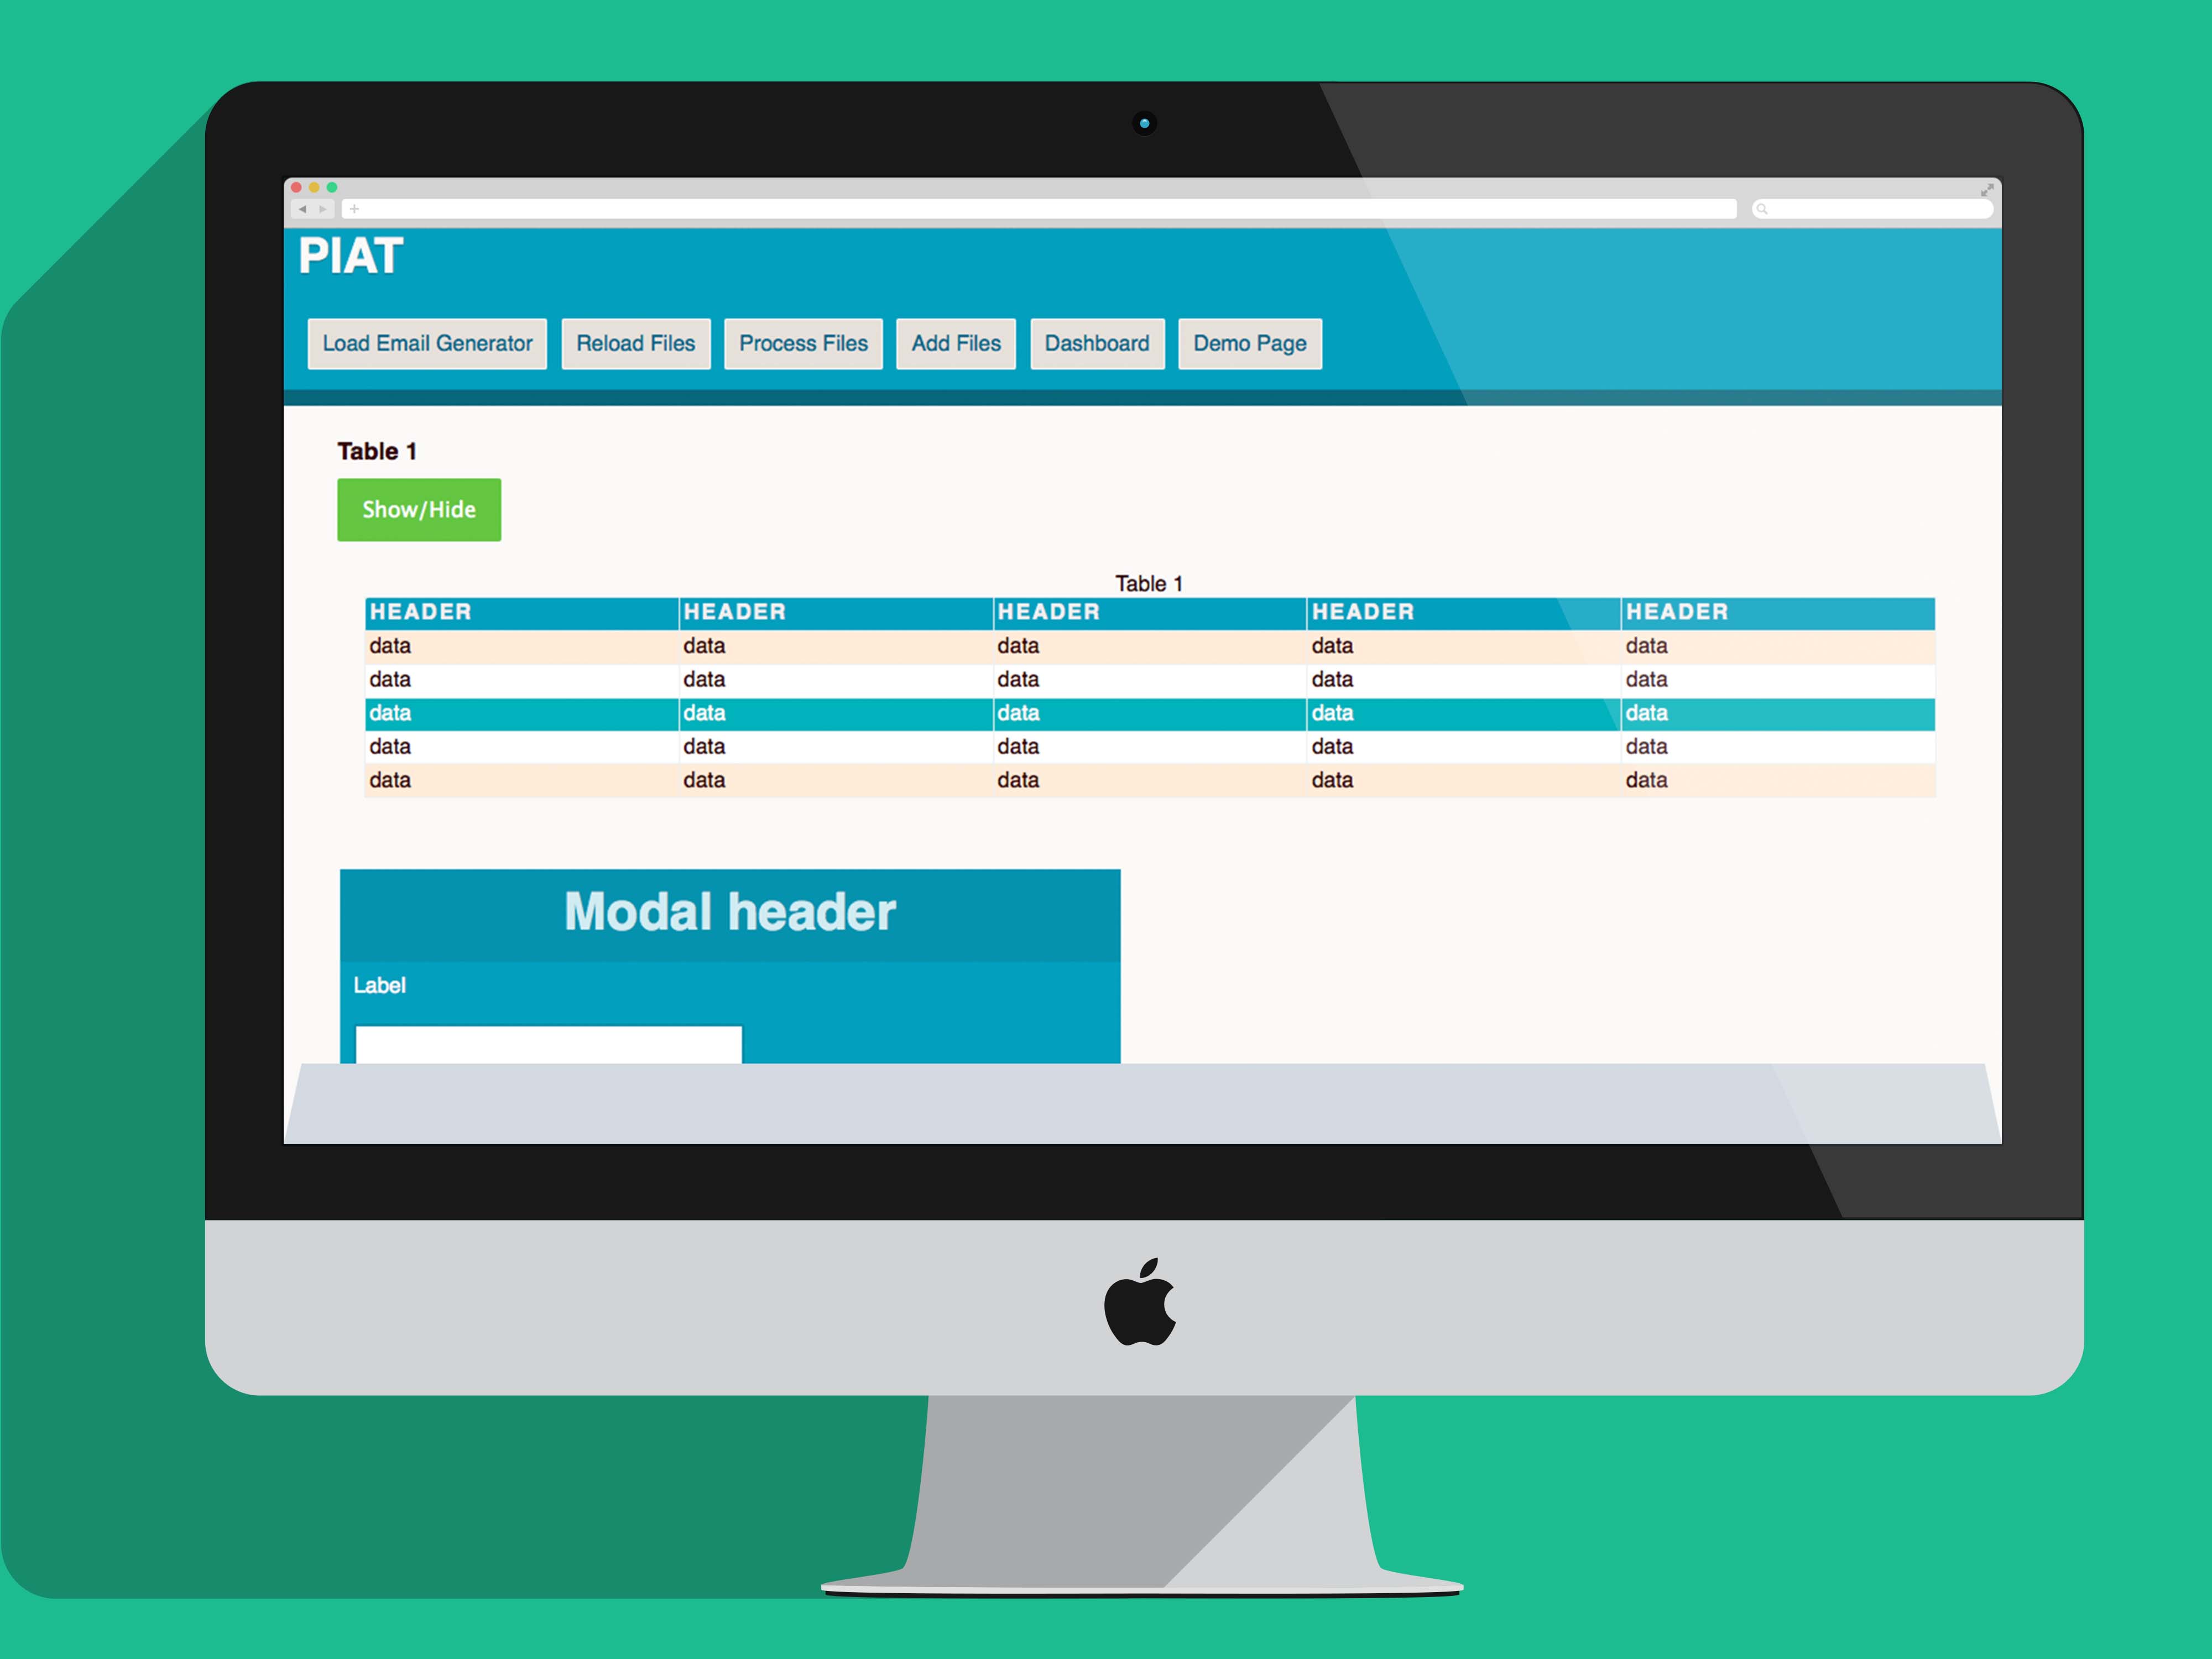 PIAT
Load Email Generator Reload Files Process Files Add Files Dashboard Demo Page
Table 1
Show/Hide
Table 1
HEADER HEADER HEADER HEADER HEADER
data data data data data
data data data data data
data data data data data
data data data data data
data data data data data
Modal header
Label